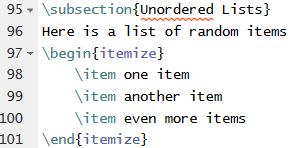 95 \subsection{Unordered Lists}
96 Here is a list of random items
97 \begin{itemize}
98 \item one item
99 \item another item
100 \item even more items
101 \end{itemize}